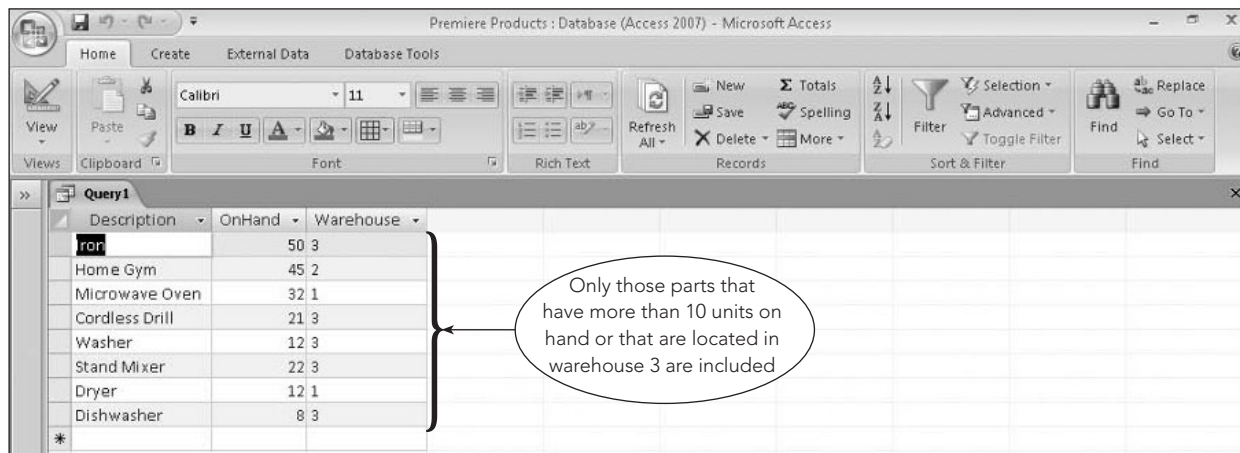 Premiere Products : Database (Access 2007) - Microsoft Access
Home Create External Data Database Tools
View
Views
Paste
Clipboard
Calibri 11
B I U A
Font
Rich Text
Refresh All
New
Save
Delete
Σ Totals
Spelling
More
Records
Filter
Selection
Advanced
Toggle Filter
Sort & Filter
Find
Replace
Go To
Select
Find
Query1
Description OnHand Warehouse
Iron 50 3
Home Gym 45 2
Microwave Oven 32 1
Cordless Drill 21 3
Washer 12 3
Stand Mixer 22 3
Dryer 12 1
Dishwasher 8 3
Only those parts that
have more than 10 units on
hand or that are located in
warehouse 3 are included